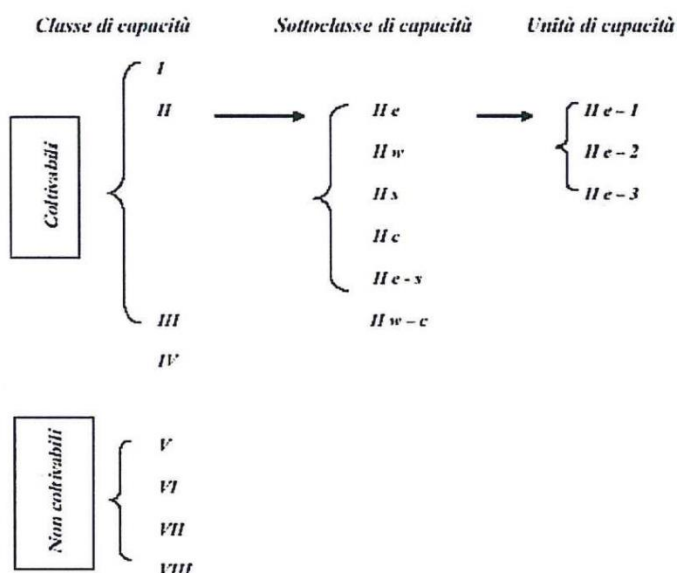 Classe di capacità Sottoclasse di capacità Unità di capacità
I
II II e II e – 1
II w II e – 2
Coltivabili II s II e – 3
II c
II e - s
III II w – c
IV
V
VI
Non coltivabili
VII
VIII